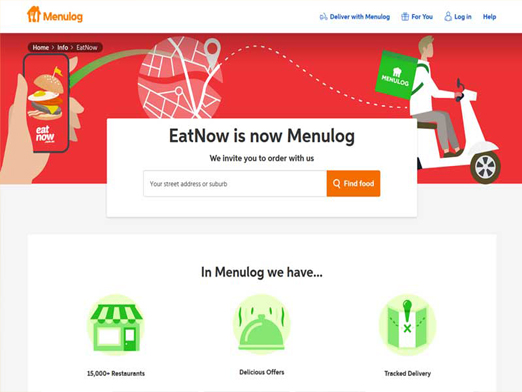 Menulog
Deliver with Menulog
For You
Log in
Help
Home > Info > EatNow
eat
now
MENULOG
EatNow is now Menulog
We invite you to order with us
Your street address or suburb
Find food
In Menulog we have...
15,000+ Restaurants
Delicious Offers
Tracked Delivery